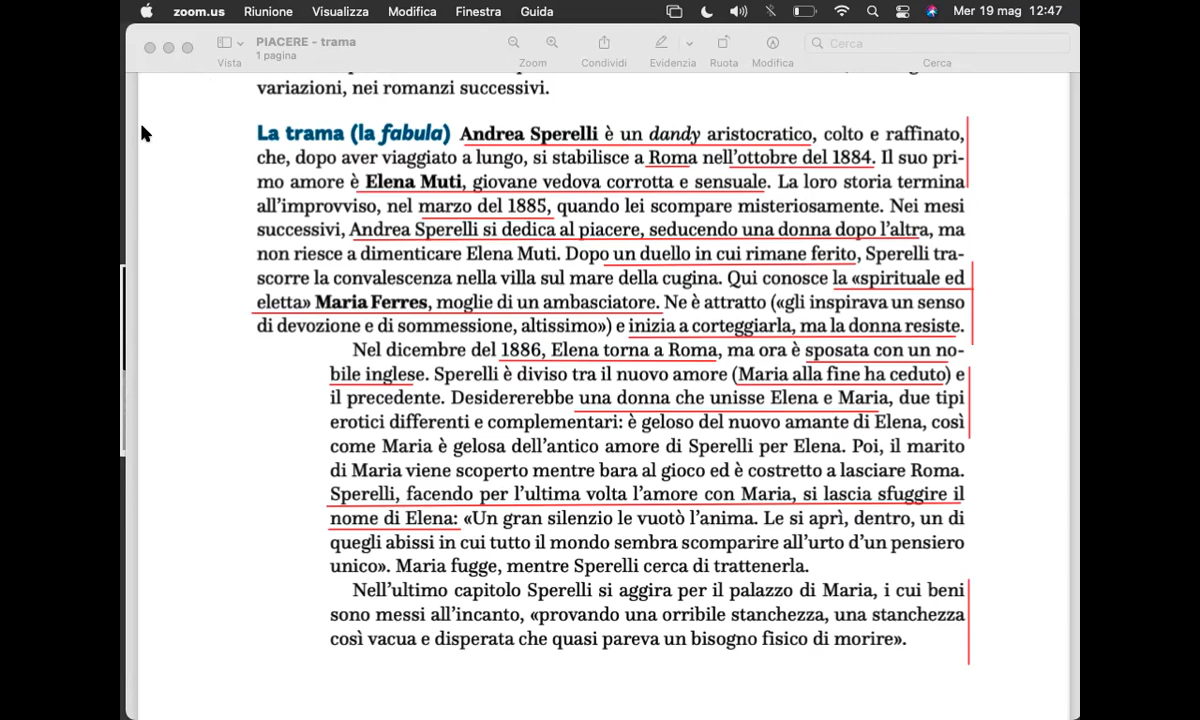 zoom.us Riunione Visualizza Modifica Finestra Guida Mer 19 mag 12:47
PIACERE – trama
1 pagina
Cerca
Vista Zoom Condividi Evidenzia Ruota Modifica Cerca
variazioni, nei romanzi successivi.
La trama (la fabula) Andrea Sperelli è un dandy aristocratico, colto e raffinato,
che, dopo aver viaggiato a lungo, si stabilisce a Roma nell'ottobre del 1884. Il suo pri-
mo amore è Elena Muti, giovane vedova corrotta e sensuale. La loro storia termina
all'improvviso, nel marzo del 1885, quando lei scompare misteriosamente. Nei mesi
successivi, Andrea Sperelli si dedica al piacere, seducendo una donna dopo l'altra, ma
non riesce a dimenticare Elena Muti. Dopo un duello in cui rimane ferito, Sperelli tra-
scorre la convalescenza nella villa sul mare della cugina. Qui conosce la «spirituale ed
eletta» Maria Ferres, moglie di un ambasciatore. Ne è attratto («gli inspirava un senso
di devozione e di sommessione, altissimo») e inizia a corteggiarla, ma la donna resiste.
Nel dicembre del 1886, Elena torna a Roma, ma ora è sposata con un no-
bile inglese. Sperelli è diviso tra il nuovo amore (Maria alla fine ha ceduto) e
il precedente. Desidererebbe una donna che unisse Elena e Maria, due tipi
erotici differenti e complementari: è geloso del nuovo amante di Elena, così
come Maria è gelosa dell'antico amore di Sperelli per Elena. Poi, il marito
di Maria viene scoperto mentre bara al gioco ed è costretto a lasciare Roma.
Sperelli, facendo per l'ultima volta l'amore con Maria, si lascia sfuggire il
nome di Elena: «Un gran silenzio le vuotò l'anima. Le si aprì, dentro, un di
quegli abissi in cui tutto il mondo sembra scomparire all'urto d'un pensiero
unico». Maria fugge, mentre Sperelli cerca di trattenerla.
Nell'ultimo capitolo Sperelli si aggira per il palazzo di Maria, i cui beni
sono messi all'incanto, «provando una orribile stanchezza, una stanchezza
così vacua e disperata che quasi pareva un bisogno fisico di morire».